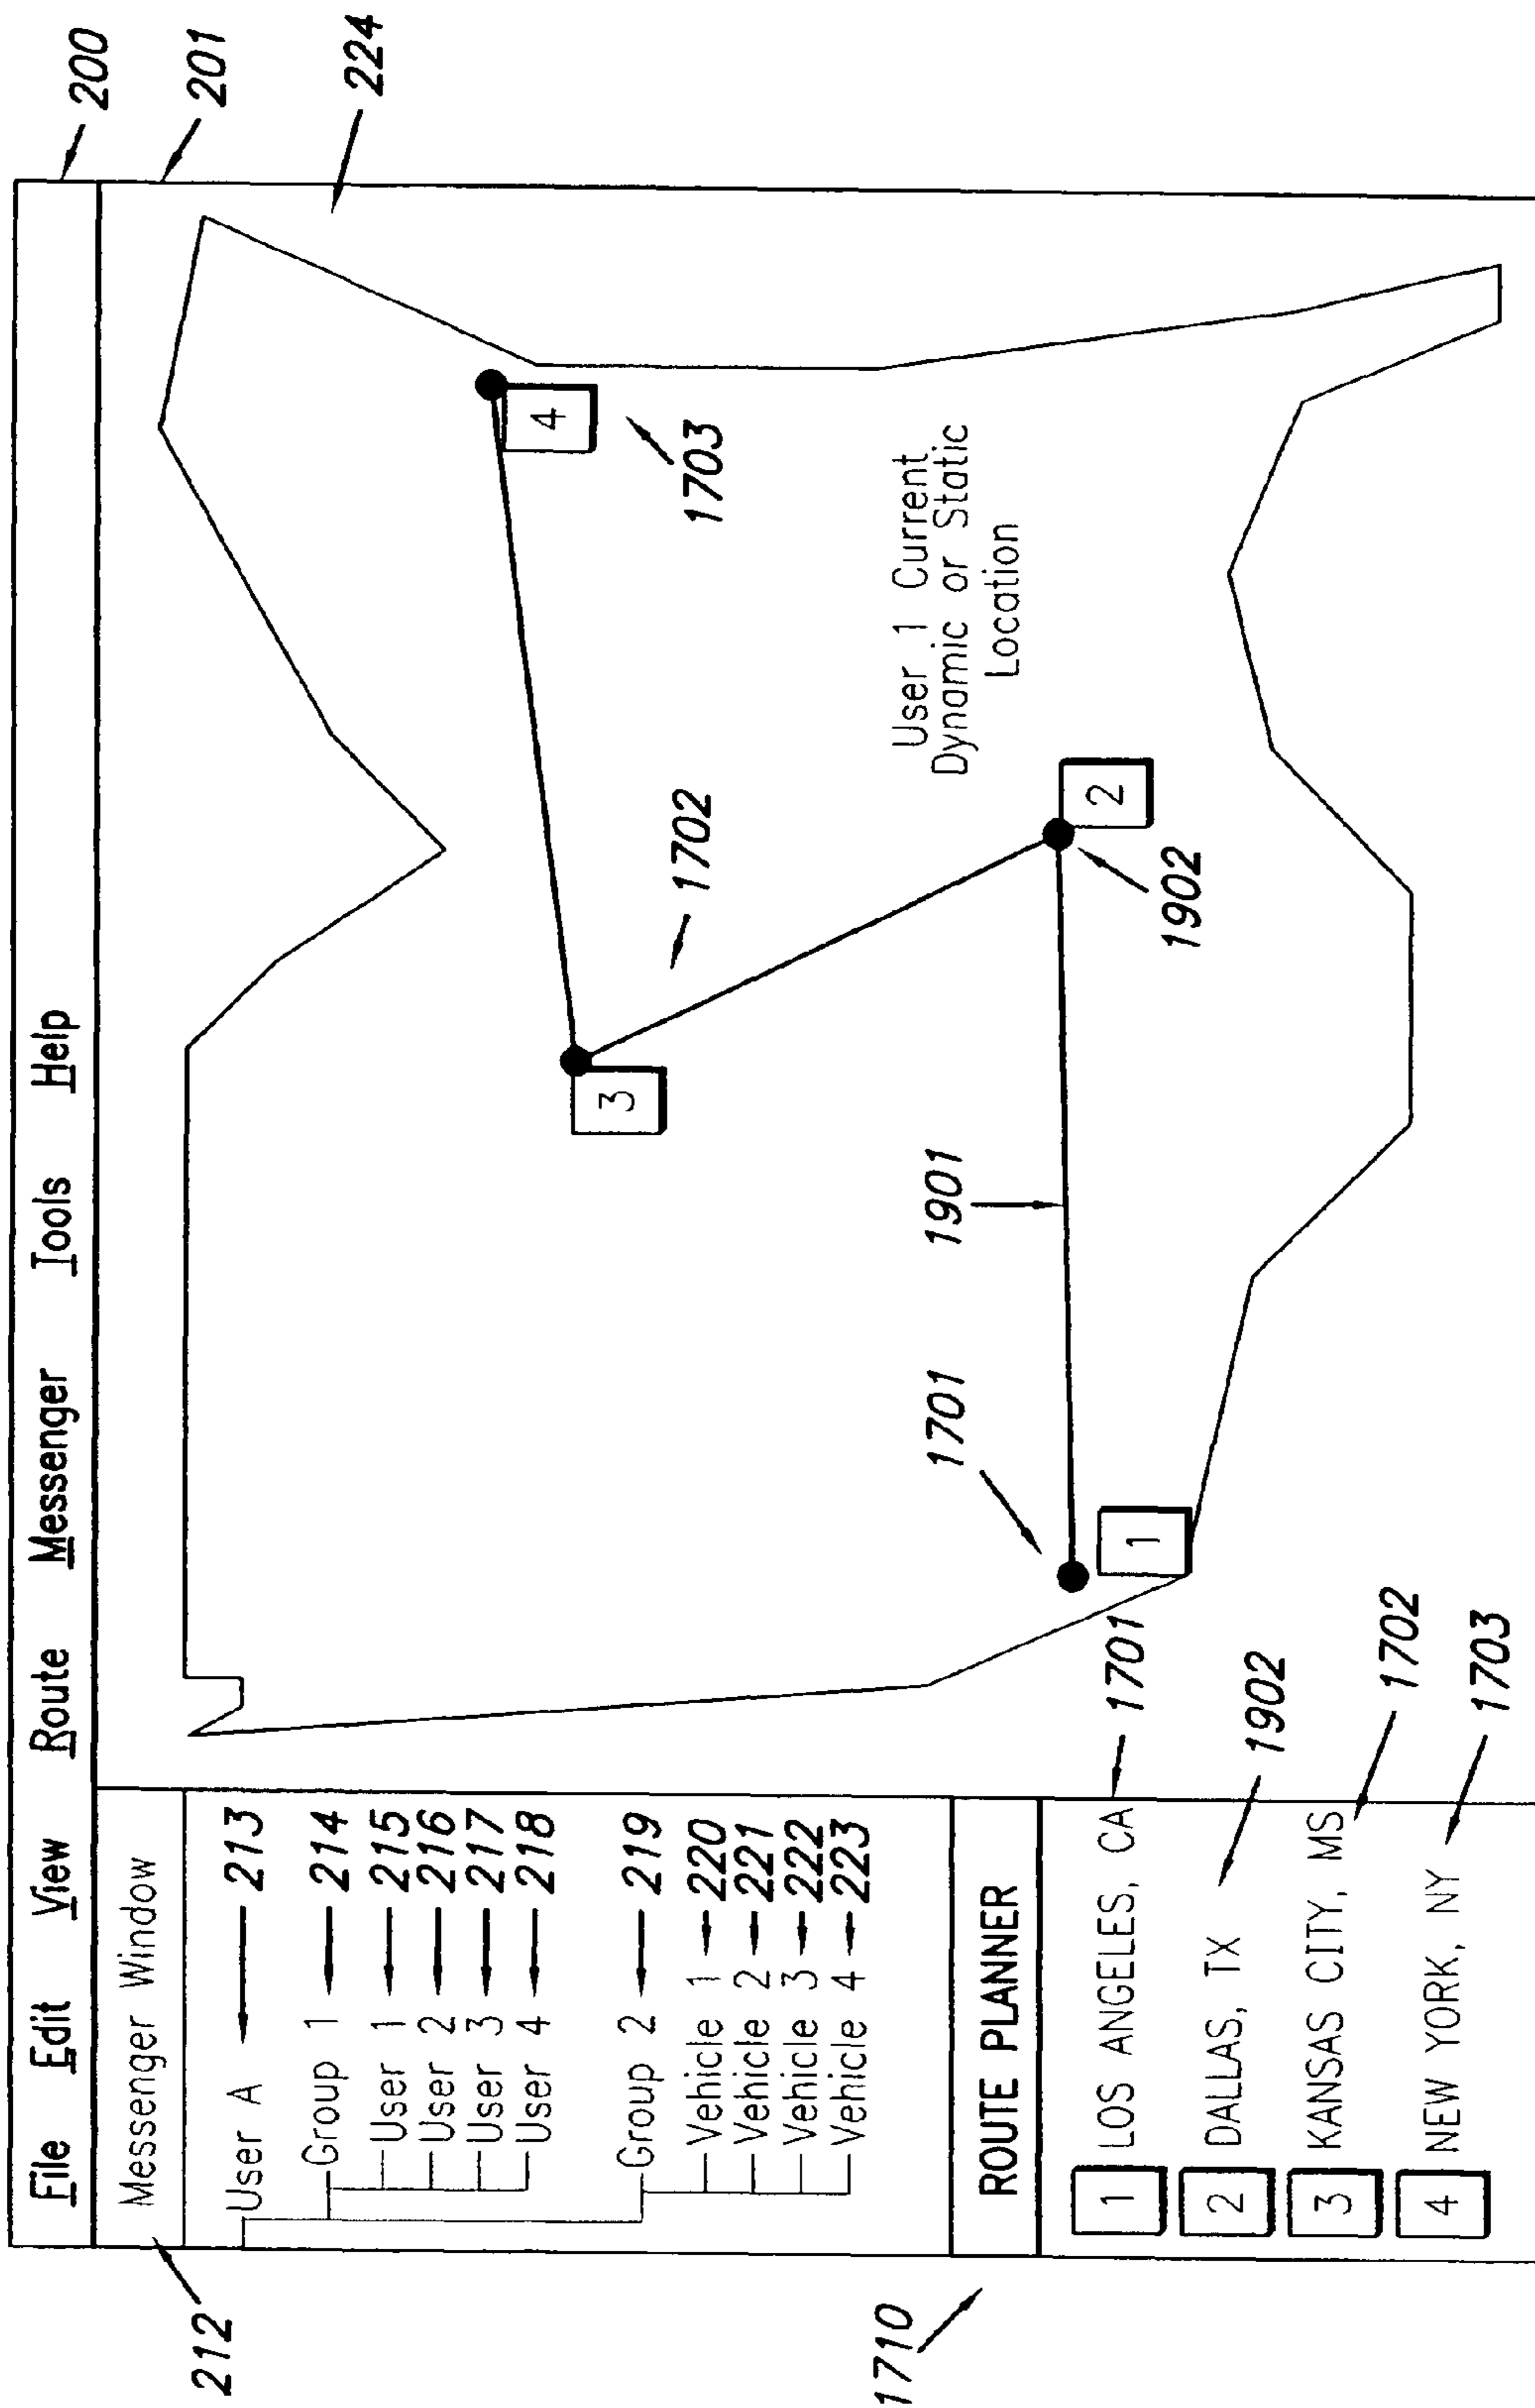 File Edit View Route Messenger Tools Help
200
201
224
212
Messenger Window
User A 213
Group 1 214
User 1 215
User 2 216
User 3 217
User 4 218
Group 2 219
Vehicle 1 220
Vehicle 2 221
Vehicle 3 222
Vehicle 4 223
1710
ROUTE PLANNER
1 LOS ANGELES, CA 1701
2 DALLAS, TX 1902
3 KANSAS CITY, MS 1702
4 NEW YORK, NY 1703
4
1703
3
1702
User 1 Current
Dynamic or Static
Location
1701
1901
1
2
1902